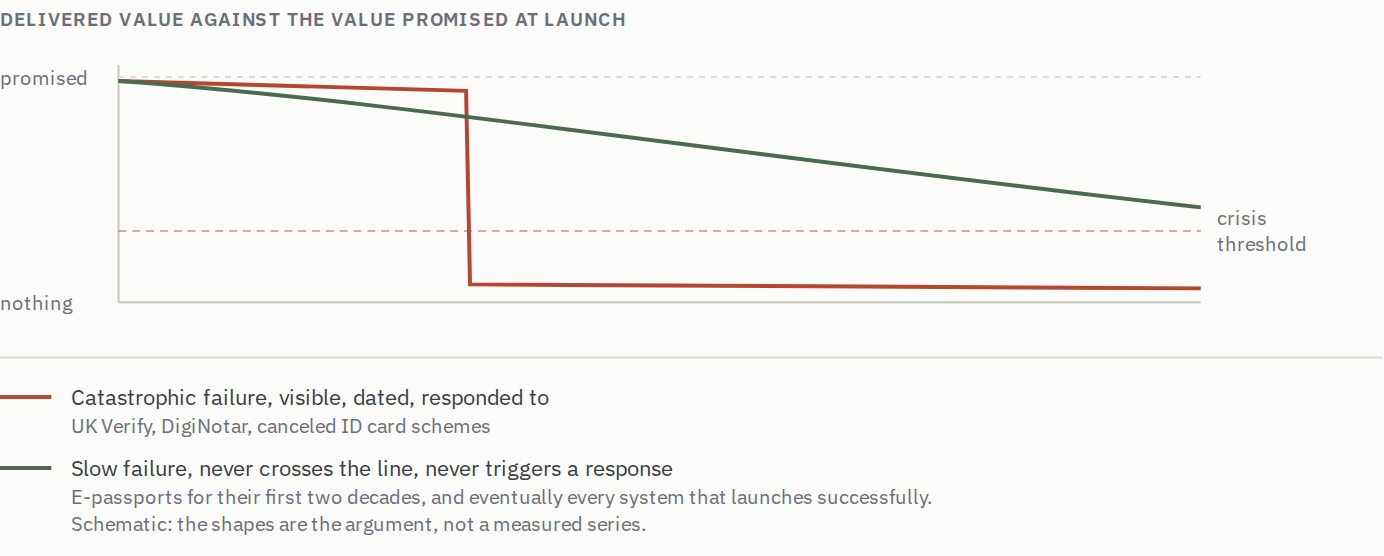 DELIVERED VALUE AGAINST THE VALUE PROMISED AT LAUNCH
promised
crisis
threshold
nothing
Catastrophic failure, visible, dated, responded to
UK Verify, DigiNotar, canceled ID card schemes
Slow failure, never crosses the line, never triggers a response
E-passports for their first two decades, and eventually every system that launches successfully.
Schematic: the shapes are the argument, not a measured series.